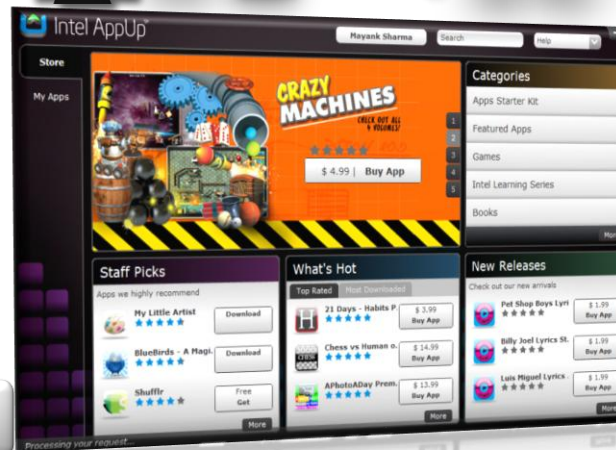 Intel AppUp™
Mayank Sharma
Search
Help
Store
My Apps
CRAZY
MACHINES
CHECK OUT ALL
4 VOLUMES!
$ 4.99 | Buy App
1
2
3
4
5
Categories
Apps Starter Kit
Featured Apps
Games
Intel Learning Series
Books
More
Staff Picks
Apps we highly recommend
My Little Artist
Download
BlueBirds - A Magi.
Download
Shufflr
Free
Get
More
What's Hot
Top Rated
Most Downloaded
21 Days - Habits P.
$ 3.99
Buy App
Chess vs Human o.
$ 14.99
Buy App
APhotoADay Prem.
$ 13.99
Buy App
More
New Releases
Check out our new arrivals
Pet Shop Boys Lyri
$ 1.99
Buy App
Billy Joel Lyrics St.
$ 1.99
Buy App
Luis Miguel Lyrics .
$ 1.99
Buy App
More
Processing your request...